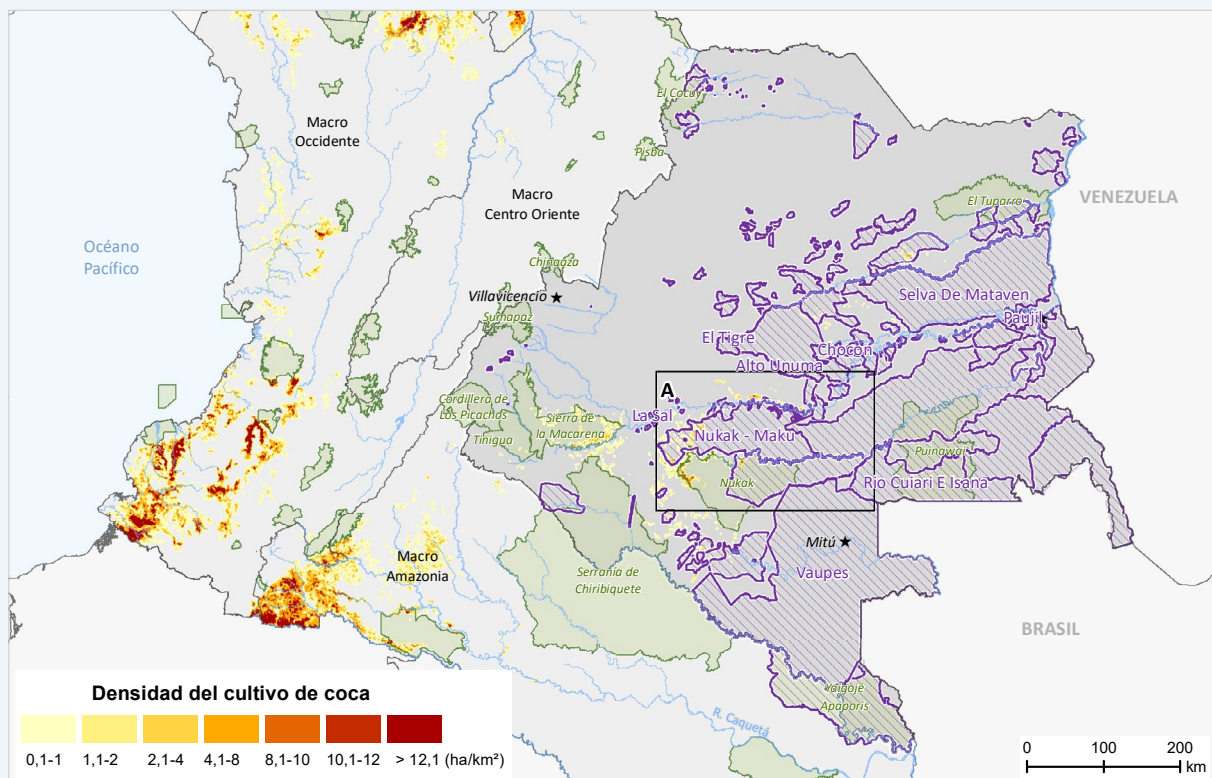 El Cocuy
Macro
Occidente
Pisba
Macro
Centro Oriente
VENEZUELA
El Tuparro
Océano
Pacífico
Chingaza
Villavicencio
Selva De Mataven
Sumapaz
Paujil
El Tigre
Chocon
Alto Unuma
A
Cordillera de
Los Picachos
La Sal
Sierra de
la Macarena
Tinigua
Nukak - Maku
Puinawai
Nukak
Rio Cuiari E Isana
Mitú
Macro
Amazonia
Serranía de
Chiribiquete
Vaupes
BRASIL
Yaigoje
Apaporis
R. Caquetá
Densidad del cultivo de coca
0,1-1 1,1-2 2,1-4 4,1-8 8,1-10 10,1-12 > 12,1 (ha/km²)
0 100 200
km